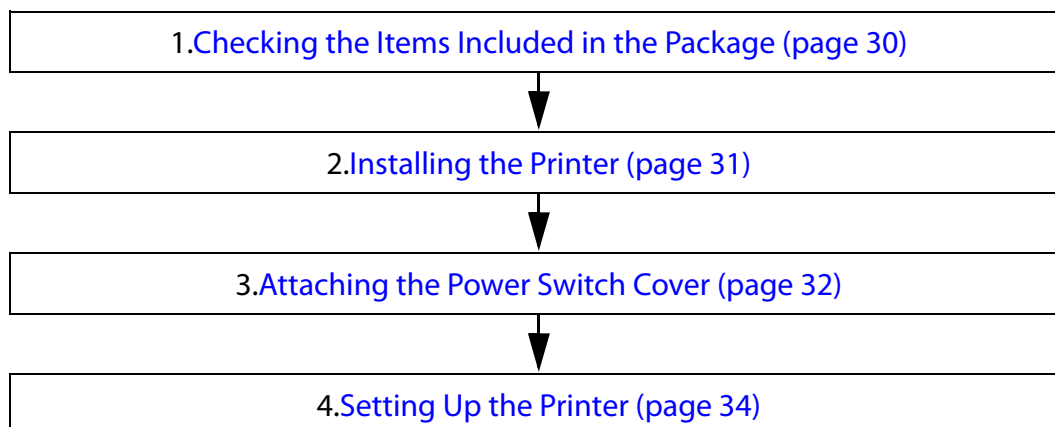 1.Checking the Items Included in the Package (page 30)
2.Installing the Printer (page 31)
3.Attaching the Power Switch Cover (page 32)
4.Setting Up the Printer (page 34)